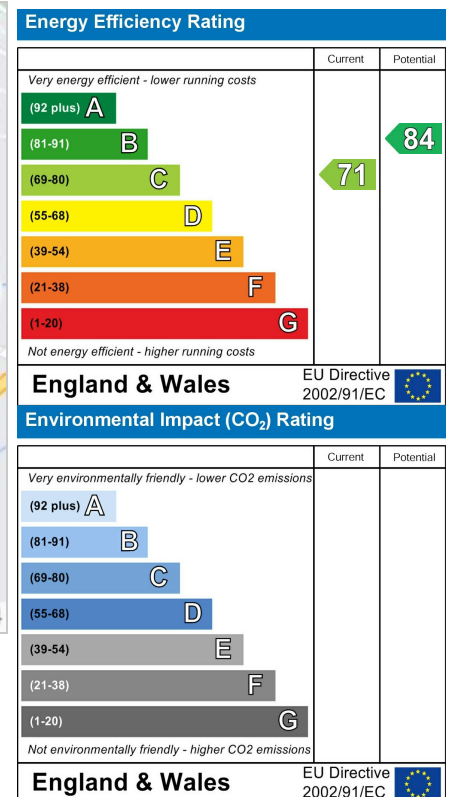 Energy Efficiency Rating
Current Potential
Very energy efficient - lower running costs
(92 plus) A
(81-91) B
84
(69-80) C
71
(55-68) D
(39-54) E
(21-38) F
(1-20) G
Not energy efficient - higher running costs
England & Wales
EU Directive
2002/91/EC
Environmental Impact (CO₂) Rating
Current Potential
Very environmentally friendly - lower CO2 emissions
(92 plus) A
(81-91) B
(69-80) C
(55-68) D
(39-54) E
(21-38) F
(1-20) G
Not environmentally friendly - higher CO2 emissions
England & Wales
EU Directive
2002/91/EC